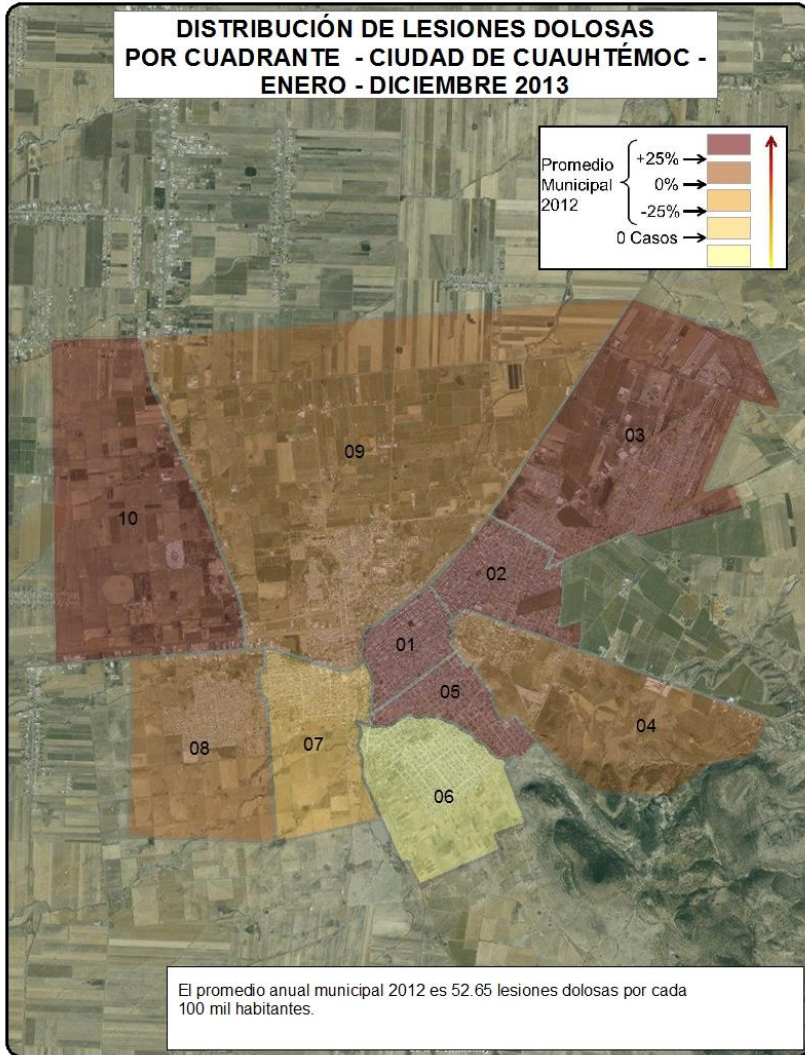 DISTRIBUCIÓN DE LESIONES DOLOSAS
POR CUADRANTE - CIUDAD DE CUAUHTÉMOC -
ENERO - DICIEMBRE 2013
Promedio
Municipal
2012
+25%
0%
-25%
0 Casos
09
03
10
02
01
05
04
08
07
06
El promedio anual municipal 2012 es 52.65 lesiones dolosas por cada
100 mil habitantes.